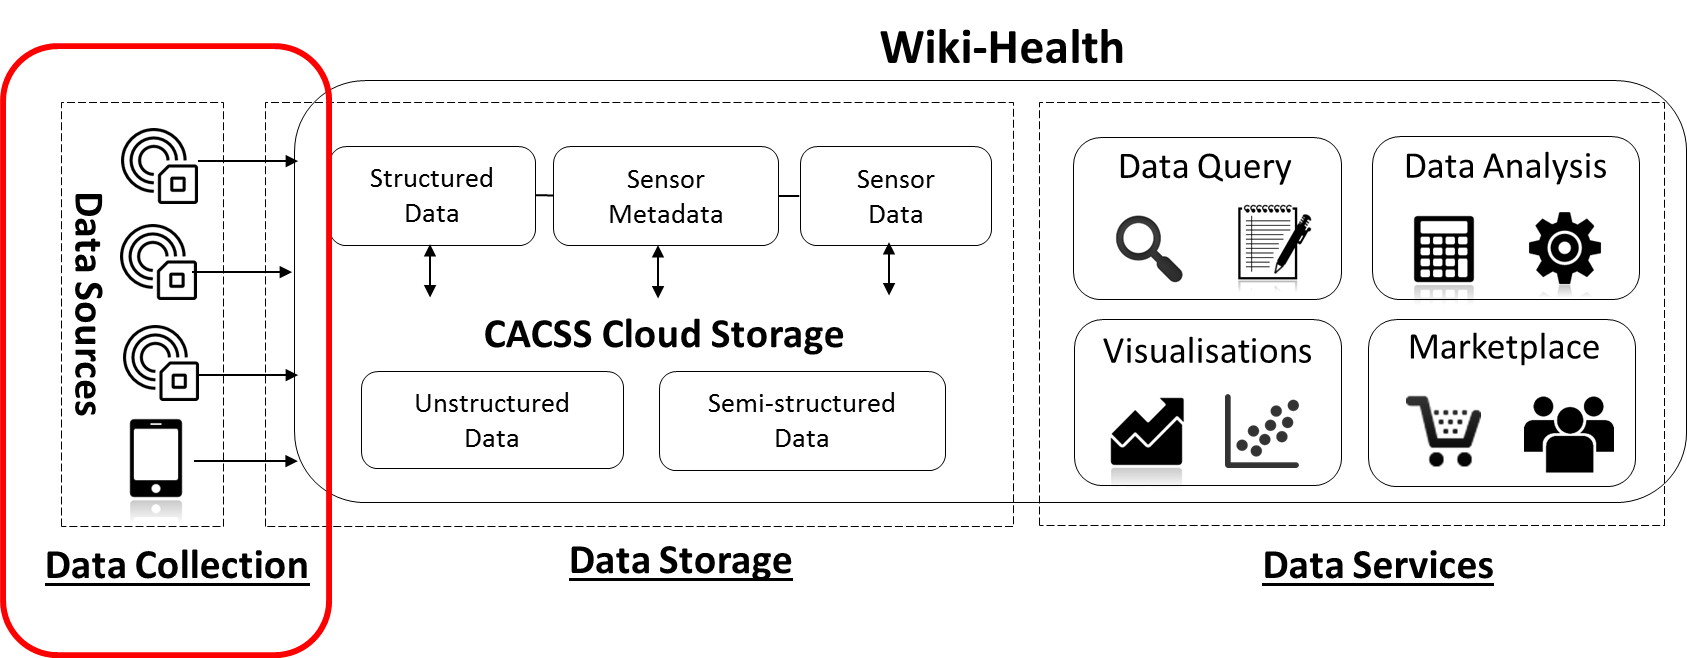 Wiki-Health
Data Sources
Structured
Data
Sensor
Metadata
Sensor
Data
CACSS Cloud Storage
Unstructured
Data
Semi-structured
Data
Data Query
Data Analysis
Visualisations
Marketplace
Data Collection
Data Storage
Data Services